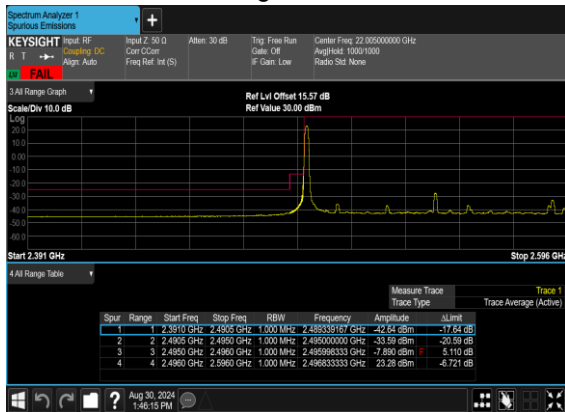 Spectrum Analyzer 1
Spurious Emissions
KEYSIGHT Input: RF Input Z: 50 Ω Atten: 30 dB Trig: Free Run Center Freq: 22.005000000 GHz
R T Coupling: DC Corr CCorr Gate: Off Avg|Hold: 1000/1000
Align: Auto Freq Ref: Int (S) IF Gain: Low Radio Std: None
LU FAIL
3 All Range Graph Ref Lvl Offset 15.57 dB
Scale/Div 10.0 dB Ref Value 30.00 dBm
Log
20.0
10.0
0.00
-10.0
-20.0
-30.0
-40.0
-50.0
-60.0
Start 2.391 GHz Stop 2.596 GHz
4 All Range Table
Measure Trace Trace 1
Trace Type Trace Average (Active)
Spur Range Start Freq Stop Freq RBW Frequency Amplitude ΔLimit
1 1 2.3910 GHz 2.4905 GHz 1.000 MHz 2.489339167 GHz -42.64 dBm -17.64 dB
2 2 2.4905 GHz 2.4950 GHz 1.000 MHz 2.495000000 GHz -33.59 dBm -20.59 dB
3 3 2.4950 GHz 2.4960 GHz 1.000 MHz 2.495998333 GHz -7.890 dBm F 5.110 dB
4 4 2.4960 GHz 2.5960 GHz 1.000 MHz 2.496833333 GHz 23.28 dBm -6.721 dB
? Aug 30, 2024
1:46:15 PM